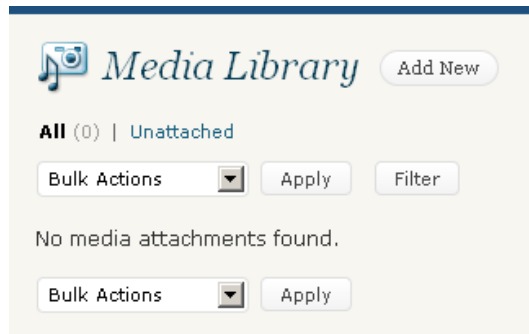 Media Library Add New
All (0) | Unattached
Bulk Actions Apply Filter
No media attachments found.
Bulk Actions Apply